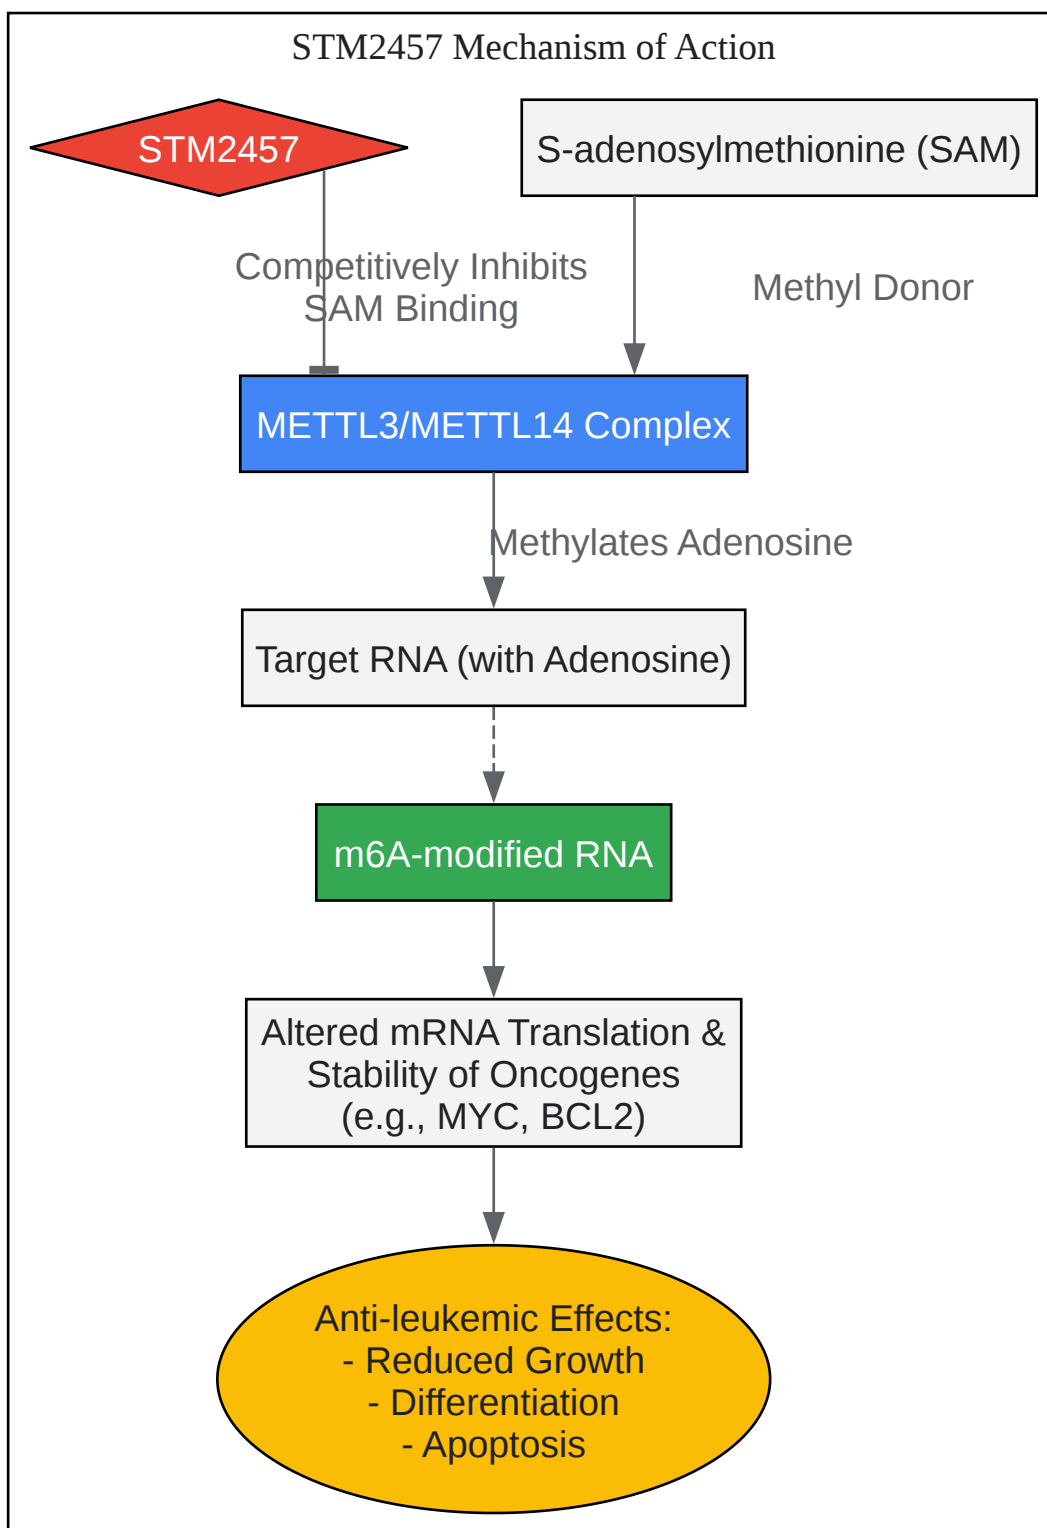 STM2457 Mechanism of Action
STM2457
S-adenosylmethionine (SAM)
Competitively Inhibits
SAM Binding
Methyl Donor
METTL3/METTL14 Complex
Methylates Adenosine
Target RNA (with Adenosine)
m6A-modified RNA
Altered mRNA Translation &
Stability of Oncogenes
(e.g., MYC, BCL2)
Anti-leukemic Effects:
- Reduced Growth
- Differentiation
- Apoptosis